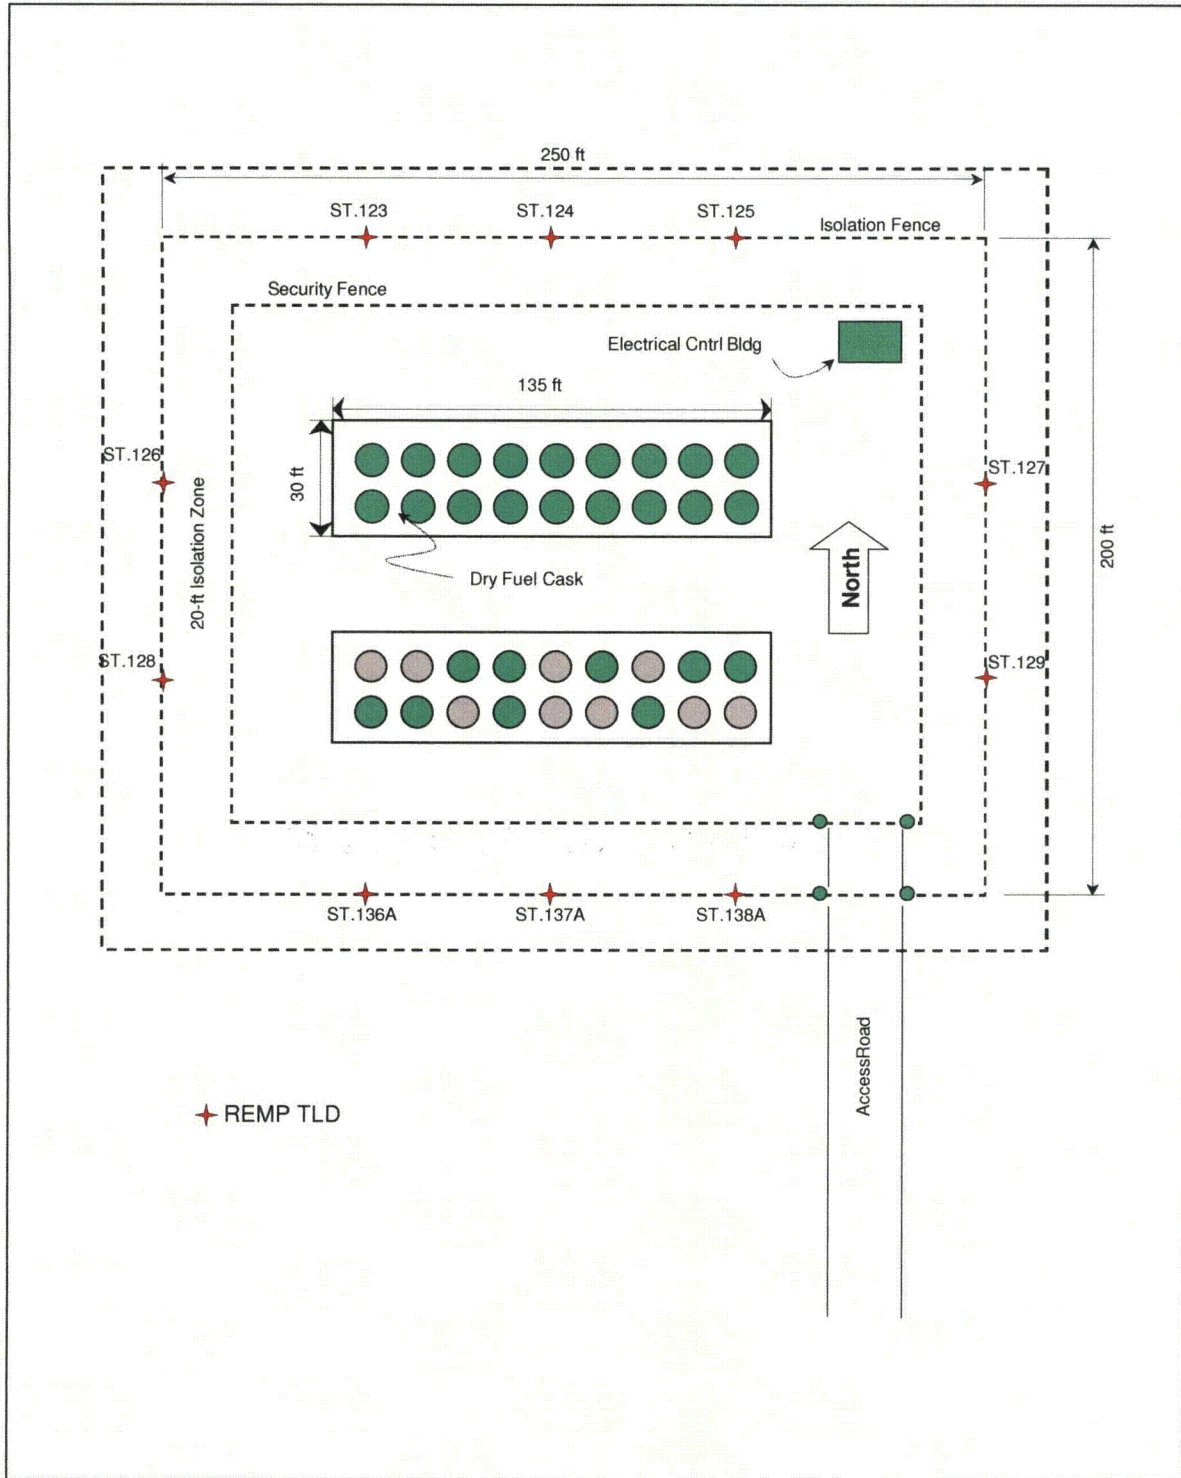 250 ft
ST.123
ST.124
ST.125
Isolation Fence
Security Fence
Electrical Cntrl Bldg
135 ft
ST.126
ST.127
30 ft
20-ft Isolation Zone
200 ft
Dry Fuel Cask
North
ST.128
ST.129
ST.136A
ST.137A
ST.138A
AccessRoad
REMP TLD